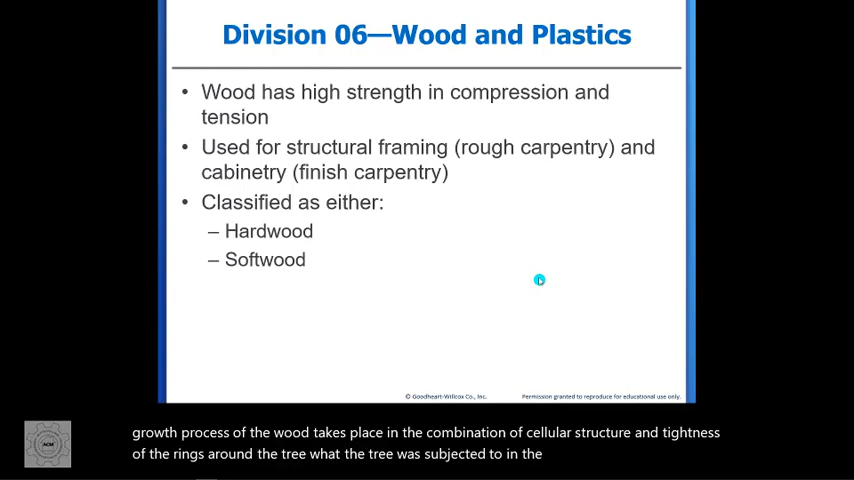 Division 06—Wood and Plastics
• Wood has high strength in compression and
tension
• Used for structural framing (rough carpentry) and
cabinetry (finish carpentry)
• Classified as either:
– Hardwood
– Softwood
© Goodheart-Willcox Co., Inc. Permission granted to reproduce for educational use only.
growth process of the wood takes place in the combination of cellular structure and tightness
ACM
of the rings around the tree what the tree was subjected to in the